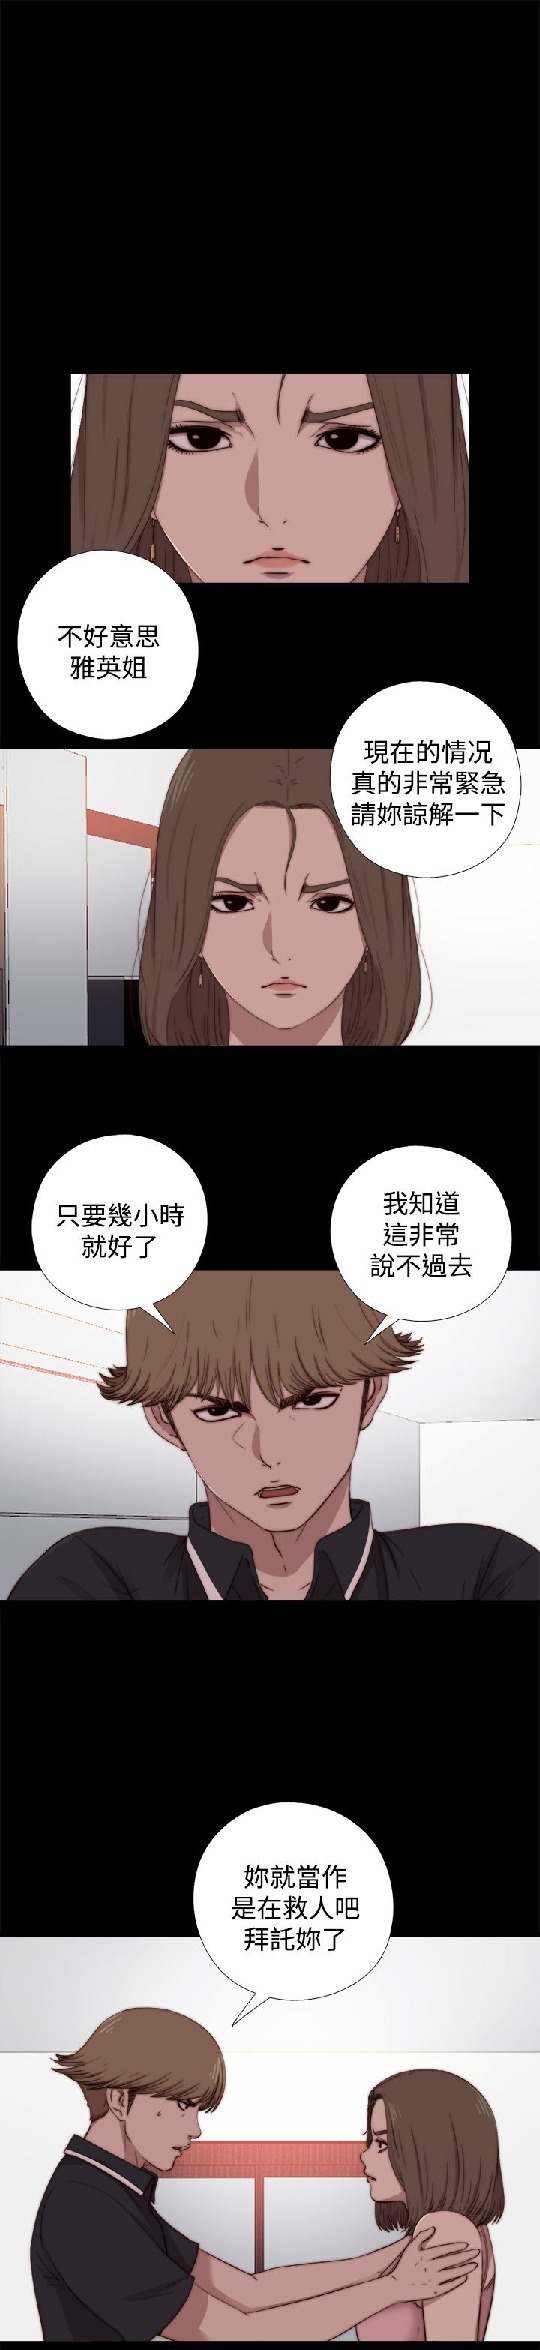 不好意思
雅英姐
現在的情況
真的非常緊急
請妳諒解一下
只要幾小時
就好了
我知道
這非常
說不過去
妳就當作
是在救人吧
拜託妳了